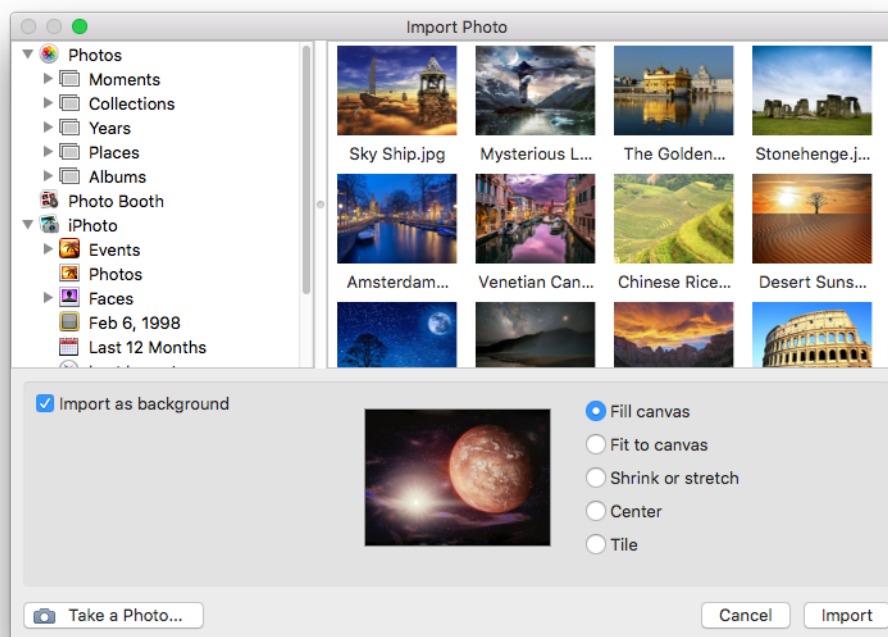 Import Photo
Photos
Moments
Collections
Years
Places
Albums
Photo Booth
iPhoto
Events
Photos
Faces
Feb 6, 1998
Last 12 Months
Sky Ship.jpg Mysterious L... The Golden... Stonehenge.j...
Amsterdam... Venetian Can... Chinese Rice... Desert Suns...
Import as background
Fill canvas
Fit to canvas
Shrink or stretch
Center
Tile
Take a Photo... Cancel Import